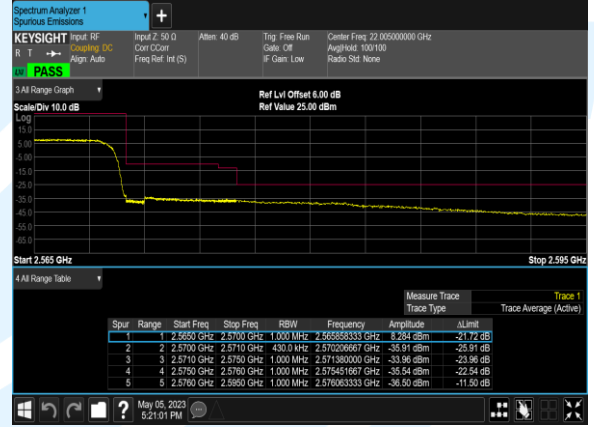 Spectrum Analyzer 1
Spurious Emissions
KEYSIGHT Input: RF Input Z: 50 Ω Atten: 40 dB Trig: Free Run Center Freq: 22.005000000 GHz
R T Coupling: DC Corr CCorr Gate: Off Avg|Hold: 100/100
Align: Auto Freq Ref: Int (S) IF Gain: Low Radio Std: None
PASS
3 All Range Graph
Ref Lvl Offset 6.00 dB
Scale/Div 10.0 dB Ref Value 25.00 dBm
Log
15.0
5.00
-5.00
-15.0
-25.0
-35.0
-45.0
-55.0
-65.0
Start 2.565 GHz Stop 2.595 GHz
4 All Range Table
Measure Trace Trace 1
Trace Type Trace Average (Active)
Spur Range Start Freq Stop Freq RBW Frequency Amplitude ΔLimit
1 1 2.5650 GHz 2.5700 GHz 1.000 MHz 2.565858333 GHz 8.284 dBm -21.72 dB
2 2 2.5700 GHz 2.5710 GHz 430.0 kHz 2.570206667 GHz -35.91 dBm -25.91 dB
3 3 2.5710 GHz 2.5750 GHz 1.000 MHz 2.571380000 GHz -33.96 dBm -23.96 dB
4 4 2.5750 GHz 2.5760 GHz 1.000 MHz 2.575451667 GHz -35.54 dBm -22.54 dB
5 5 2.5760 GHz 2.5950 GHz 1.000 MHz 2.576063333 GHz -36.50 dBm -11.50 dB
May 05, 2023
5:21:01 PM